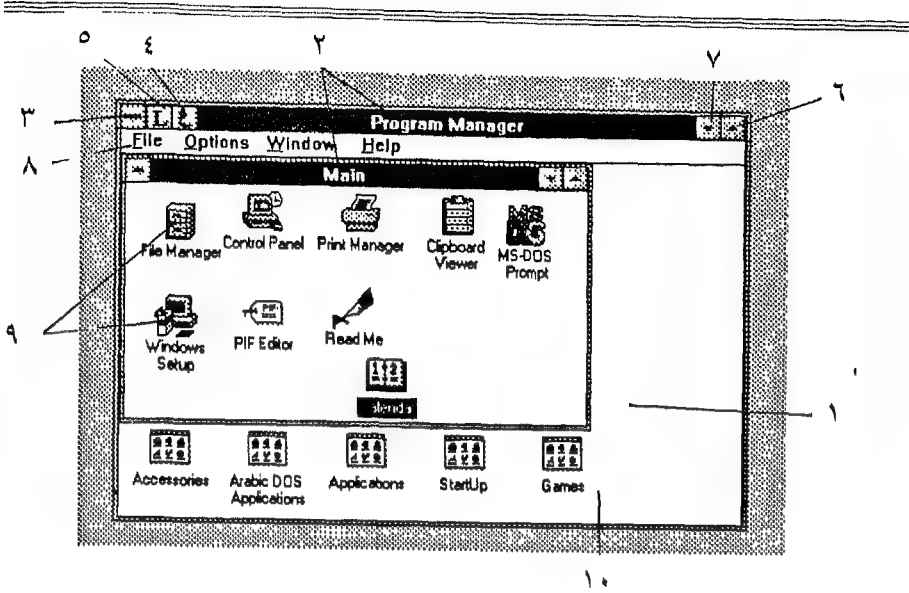 ٥ ٤ ٢ ٧
٣ ٦
Program Manager
٨
File Options Window Help
Main
File Manager Control Panel Print Manager Clipboard Viewer MS-DOS Prompt
٩
Windows Setup PIF Editor Read Me
١
Accessories Arabic DOS Applications Applications StartUp Games
١٠